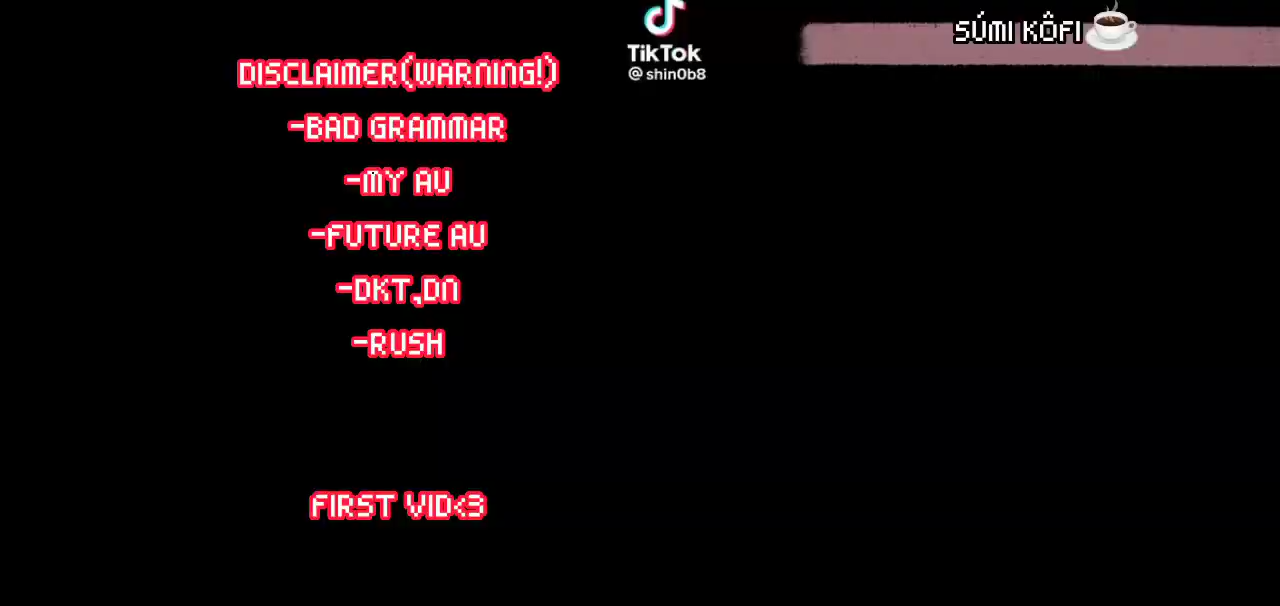 DISCLAIMER(WARNING!)
-BAD GRAMMAR
-MY AU
-FUTURE AU
-DKT,DN
-RUSH
FIRST VID<3
TikTok
@shin0b8
SÚMI KÔFI